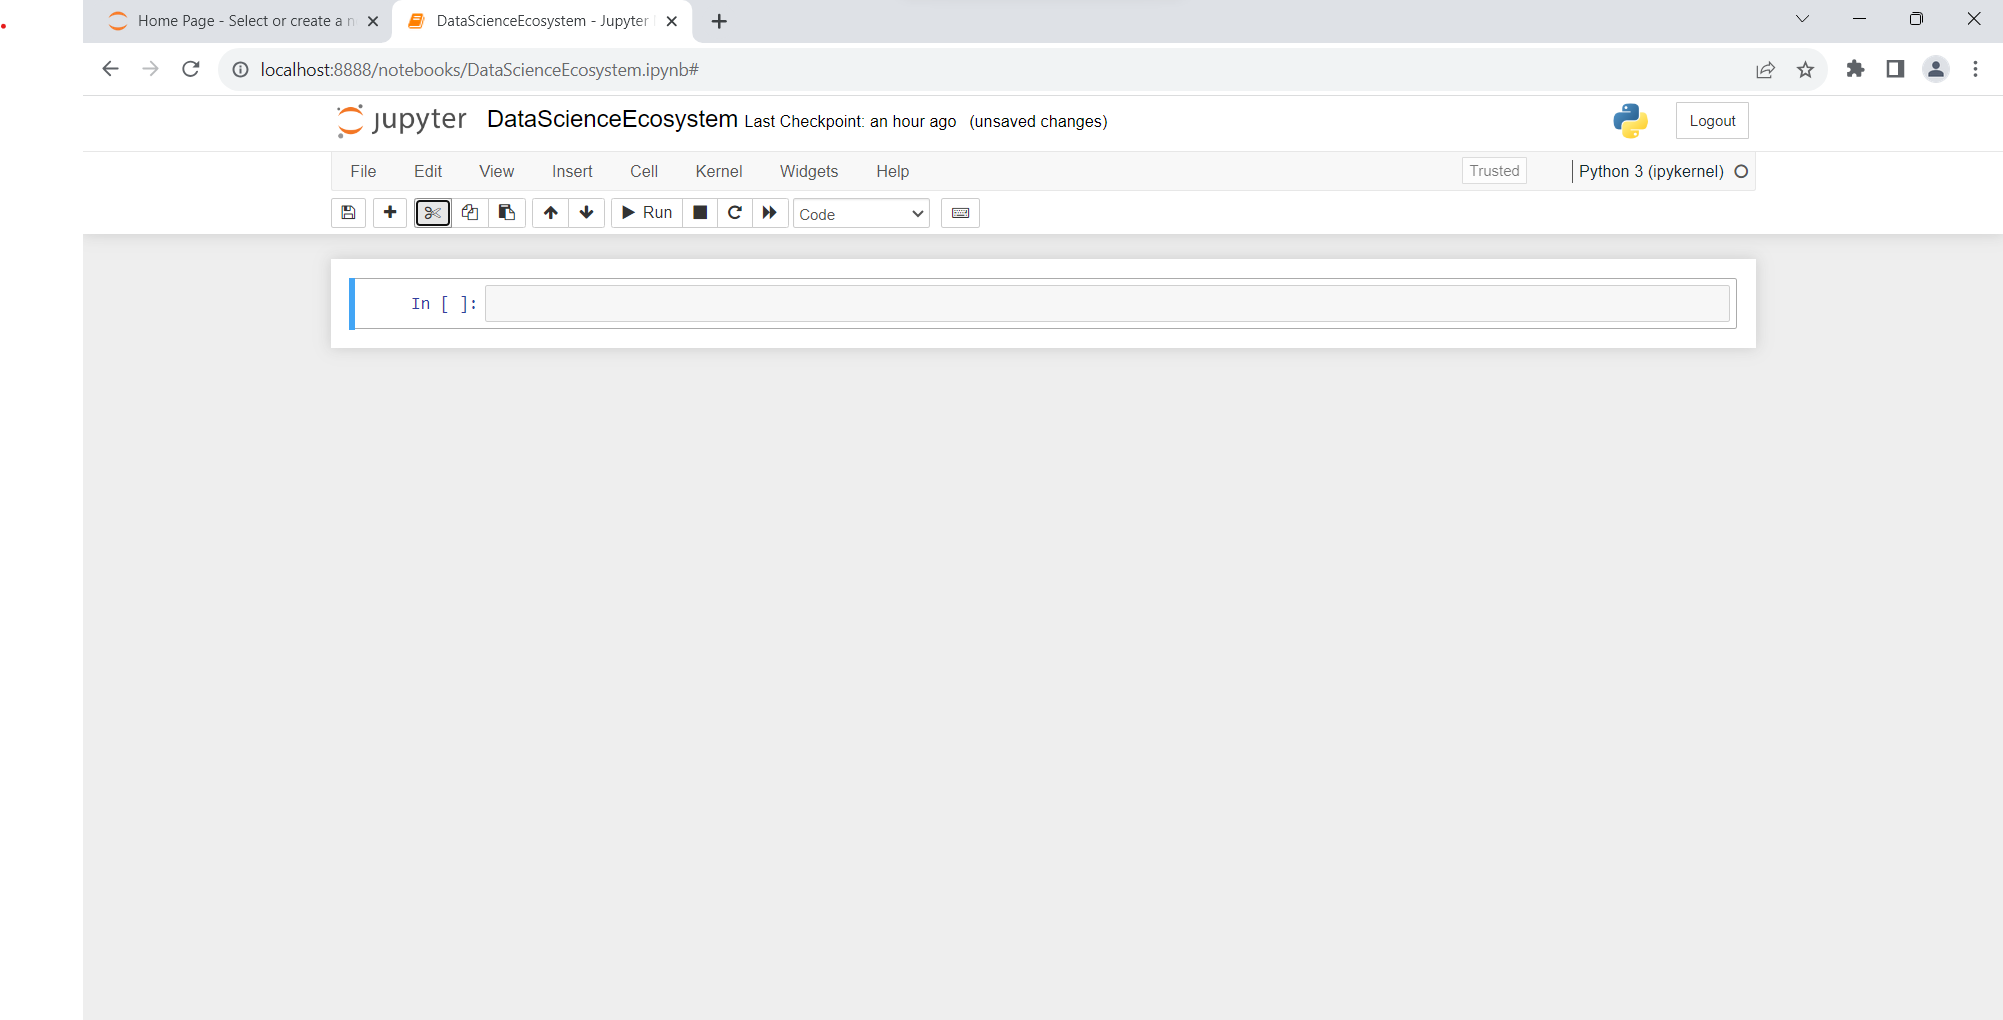 Home Page - Select or create a n
DataScienceEcosystem - Jupyter
localhost:8888/notebooks/DataScienceEcosystem.ipynb#
jupyter DataScienceEcosystem Last Checkpoint: an hour ago (unsaved changes) Logout
File Edit View Insert Cell Kernel Widgets Help Trusted Python 3 (ipykernel)
Run Code
In [ ]: